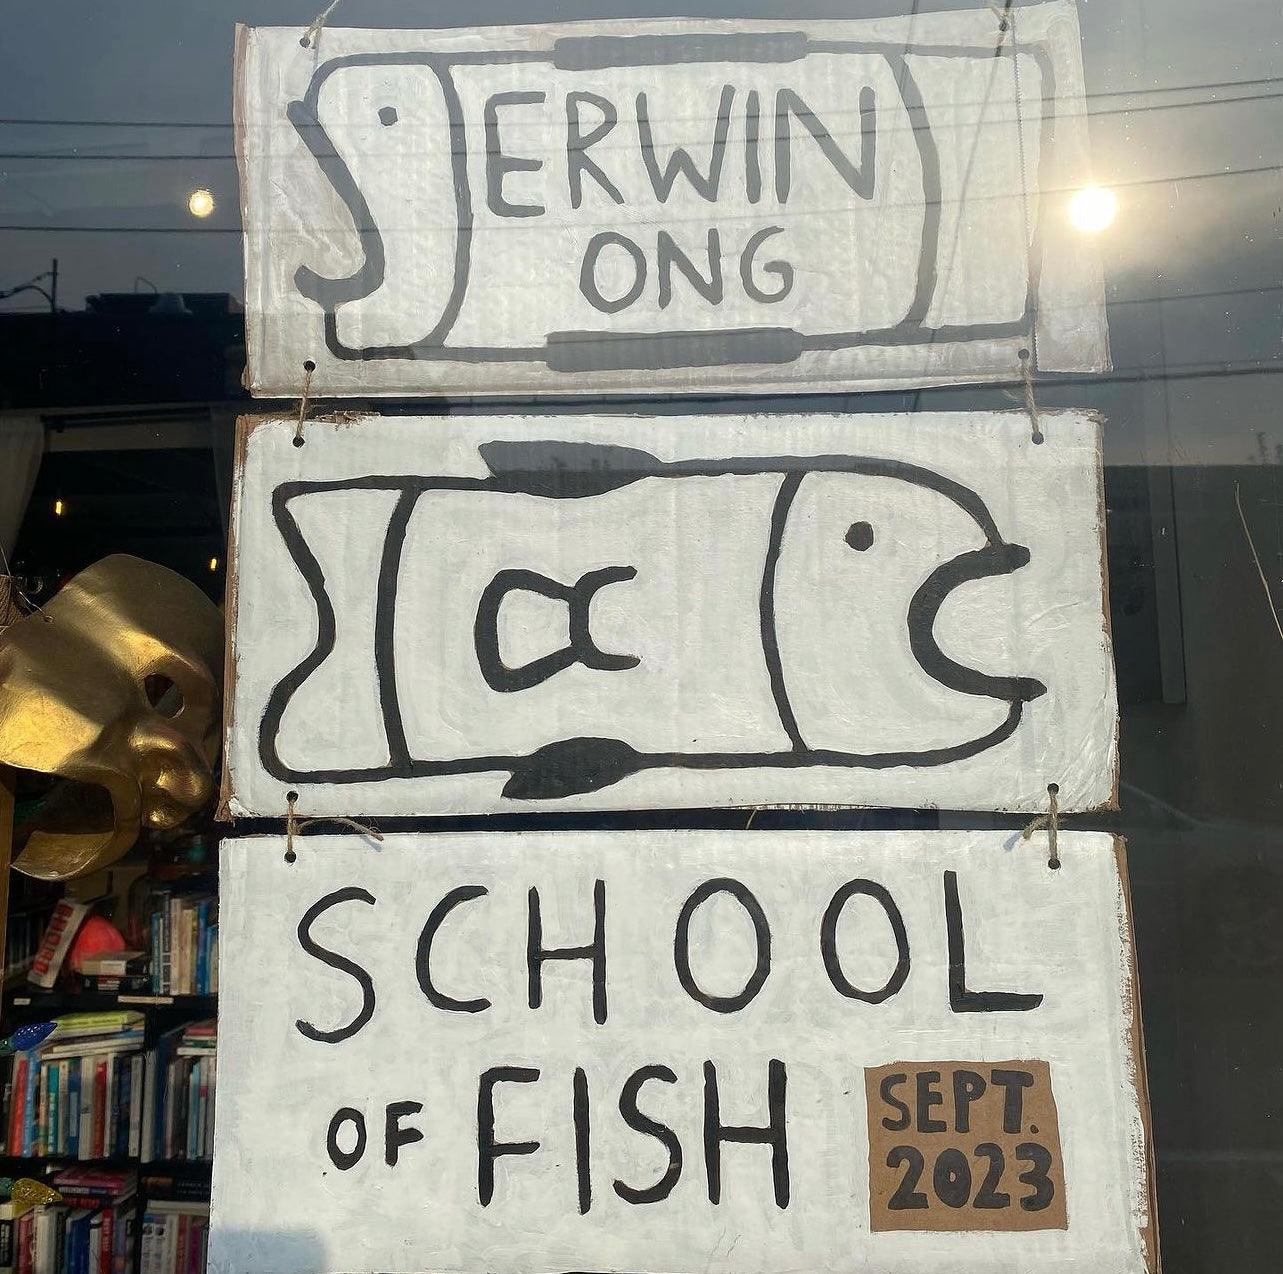 ERWIN
ONG
SCHOOL
OF FISH
SEPT.
2023